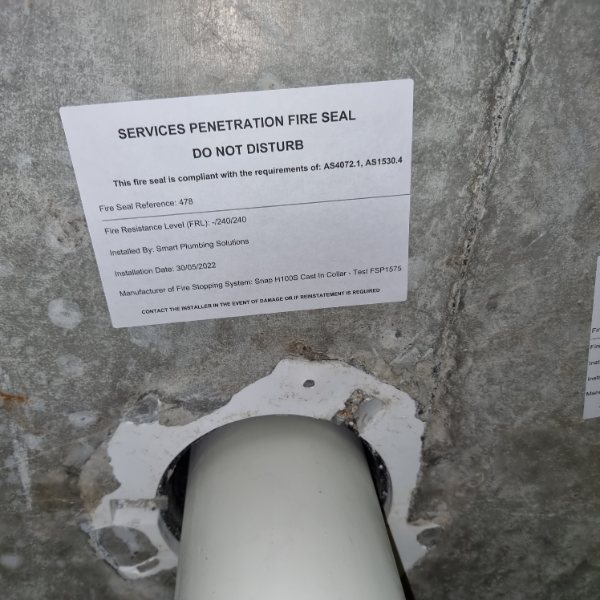 SERVICES PENETRATION FIRE SEAL
DO NOT DISTURB
This fire seal is compliant with the requirements of: AS4072.1, AS1530.4
Fire Seal Reference: 478
Fire Resistance Level (FRL): -/240/240
Installed By: Smart Plumbing Solutions
Installation Date: 30/05/2022
Manufacturer of Fire Stopping System: Snap H100S Cast In Collar - Test FSP1575
CONTACT THE INSTALLER IN THE EVENT OF DAMAGE OR IF REINSTATEMENT IS REQUIRED